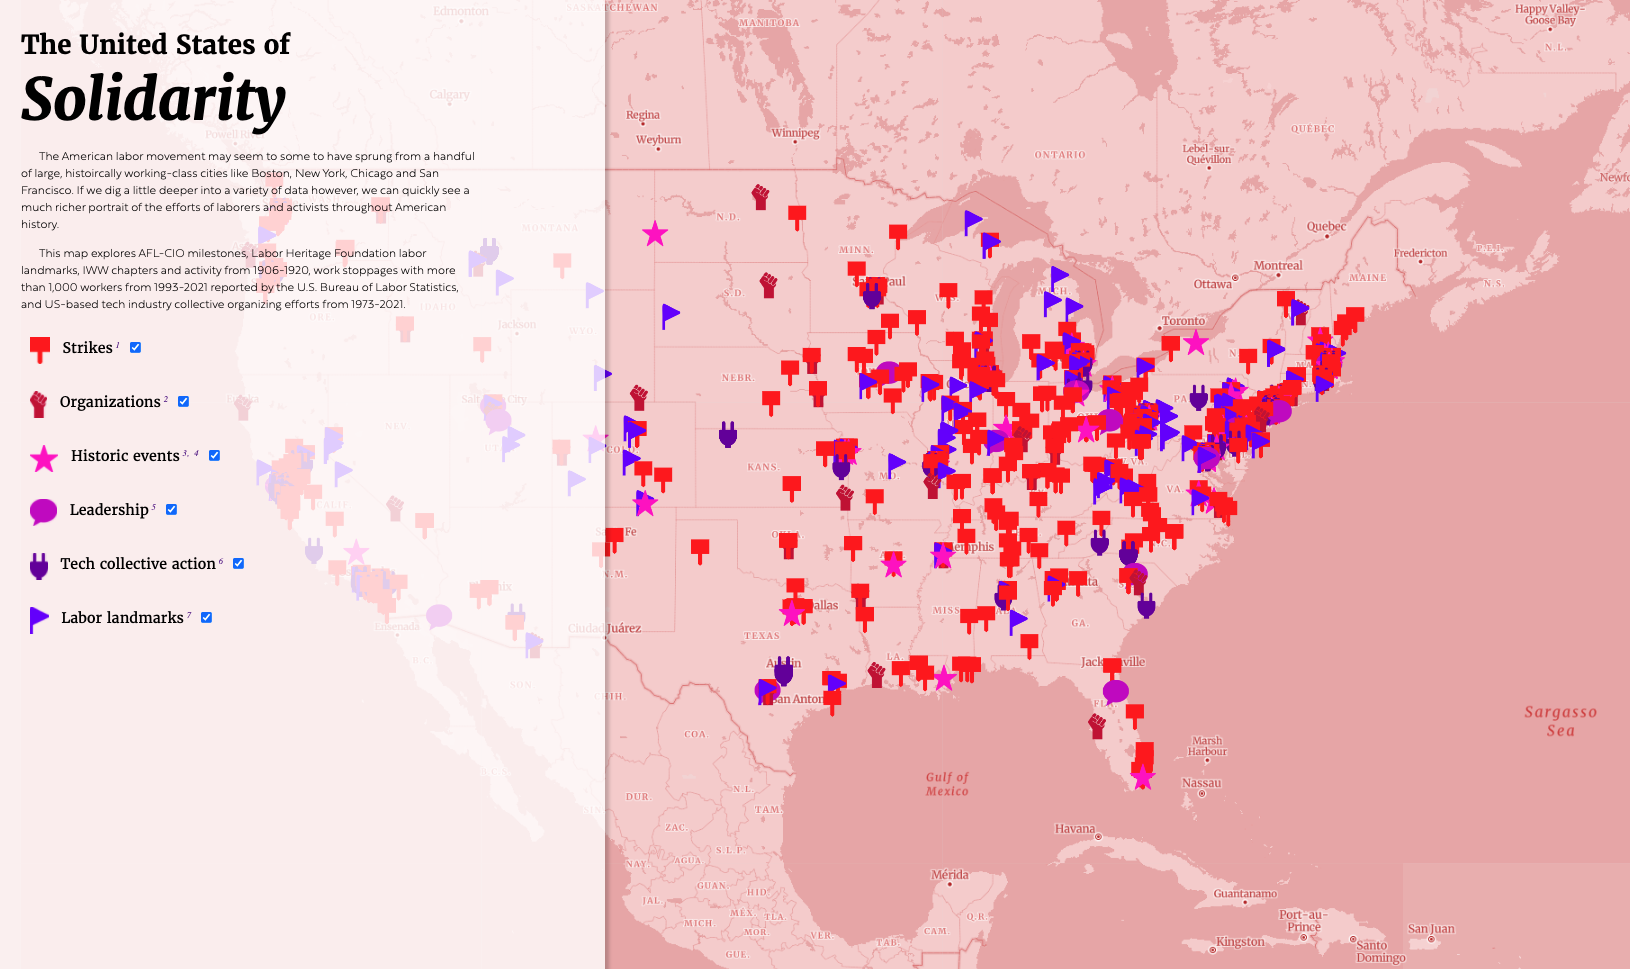 The United States of
Solidarity
The American labor movement may seem to some to have sprung from a handful
of large, histoircally working-class cities like Boston, New York, Chicago and San
Francisco. If we dig a little deeper into a variety of data however, we can quickly see a
much richer portrait of the efforts of laborers and activists throughout American
history.
This map explores AFL-CIO milestones, Labor Heritage Foundation labor
landmarks, IWW chapters and activity from 1906-1920, work stoppages with more
than 1,000 workers from 1993-2021 reported by the U.S. Bureau of Labor Statistics,
and US-based tech industry collective organizing efforts from 1973-2021.
Strikes 1
Organizations 2
Historic events 3, 4
Leadership 5
Tech collective action 6
Labor landmarks 7
Edmonton
SASKATCHEWAN
MANITOBA
Happy Valley-
Goose Bay
N.L.
Calgary
Regina
Weyburn
Winnipeg
ONTARIO
QUÉBEC
Lebel-sur-
Quévillon
Quebec
Fredericton
P.E.I.
N.S.
MAINE
Montreal
Ottawa
Toronto
MONTANA
N.D.
MINN.
S.D.
MICH.
IDAHO
ORE.
Jackson
WYO.
NEBR.
Salt Lake City
NEV.
COLO.
KANS.
MO.
PA.
VA.
CALIF.
OKLA.
Memphis
N.M.
Dallas
MISS.
GA.
TEXAS
Ensenada
Ciudad Juárez
B.C.
SON.
CHIH.
Austin
San Anton
LA.
Jacksonville
FLA.
COA.
Sargasso
Sea
Marsh
Harbour
Nassau
Gulf of
Mexico
DUR.
N.L.
TAM.
ZAC.
S.L.P.
NAY.
AGUA
GUAN
HID
JAL.
MÉX.
TLA.
MICH.
MOR.
VER.
TAB.
CAM.
GUE.
Q.R.
Mérida
Havana
Guantanamo
Port-au-
Prince
San Juan
Kingston
Santo
Domingo